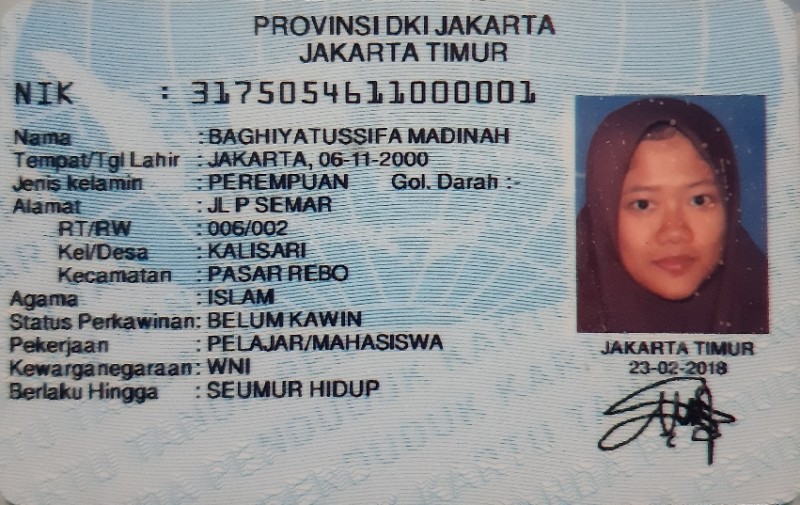 PROVINSI DKI JAKARTA
JAKARTA TIMUR
NIK : 3175054611000001
Nama : BAGHIYATUSSIFA MADINAH
Tempat/Tgl Lahir : JAKARTA, 06-11-2000
Jenis kelamin : PEREMPUAN Gol. Darah :-
Alamat : JL P SEMAR
RT/RW : 006/002
Kel/Desa : KALISARI
Kecamatan : PASAR REBO
Agama : ISLAM
Status Perkawinan: BELUM KAWIN
Pekerjaan : PELAJAR/MAHASISWA
Kewarganegaraan: WNI
Berlaku Hingga : SEUMUR HIDUP
JAKARTA TIMUR
23-02-2018